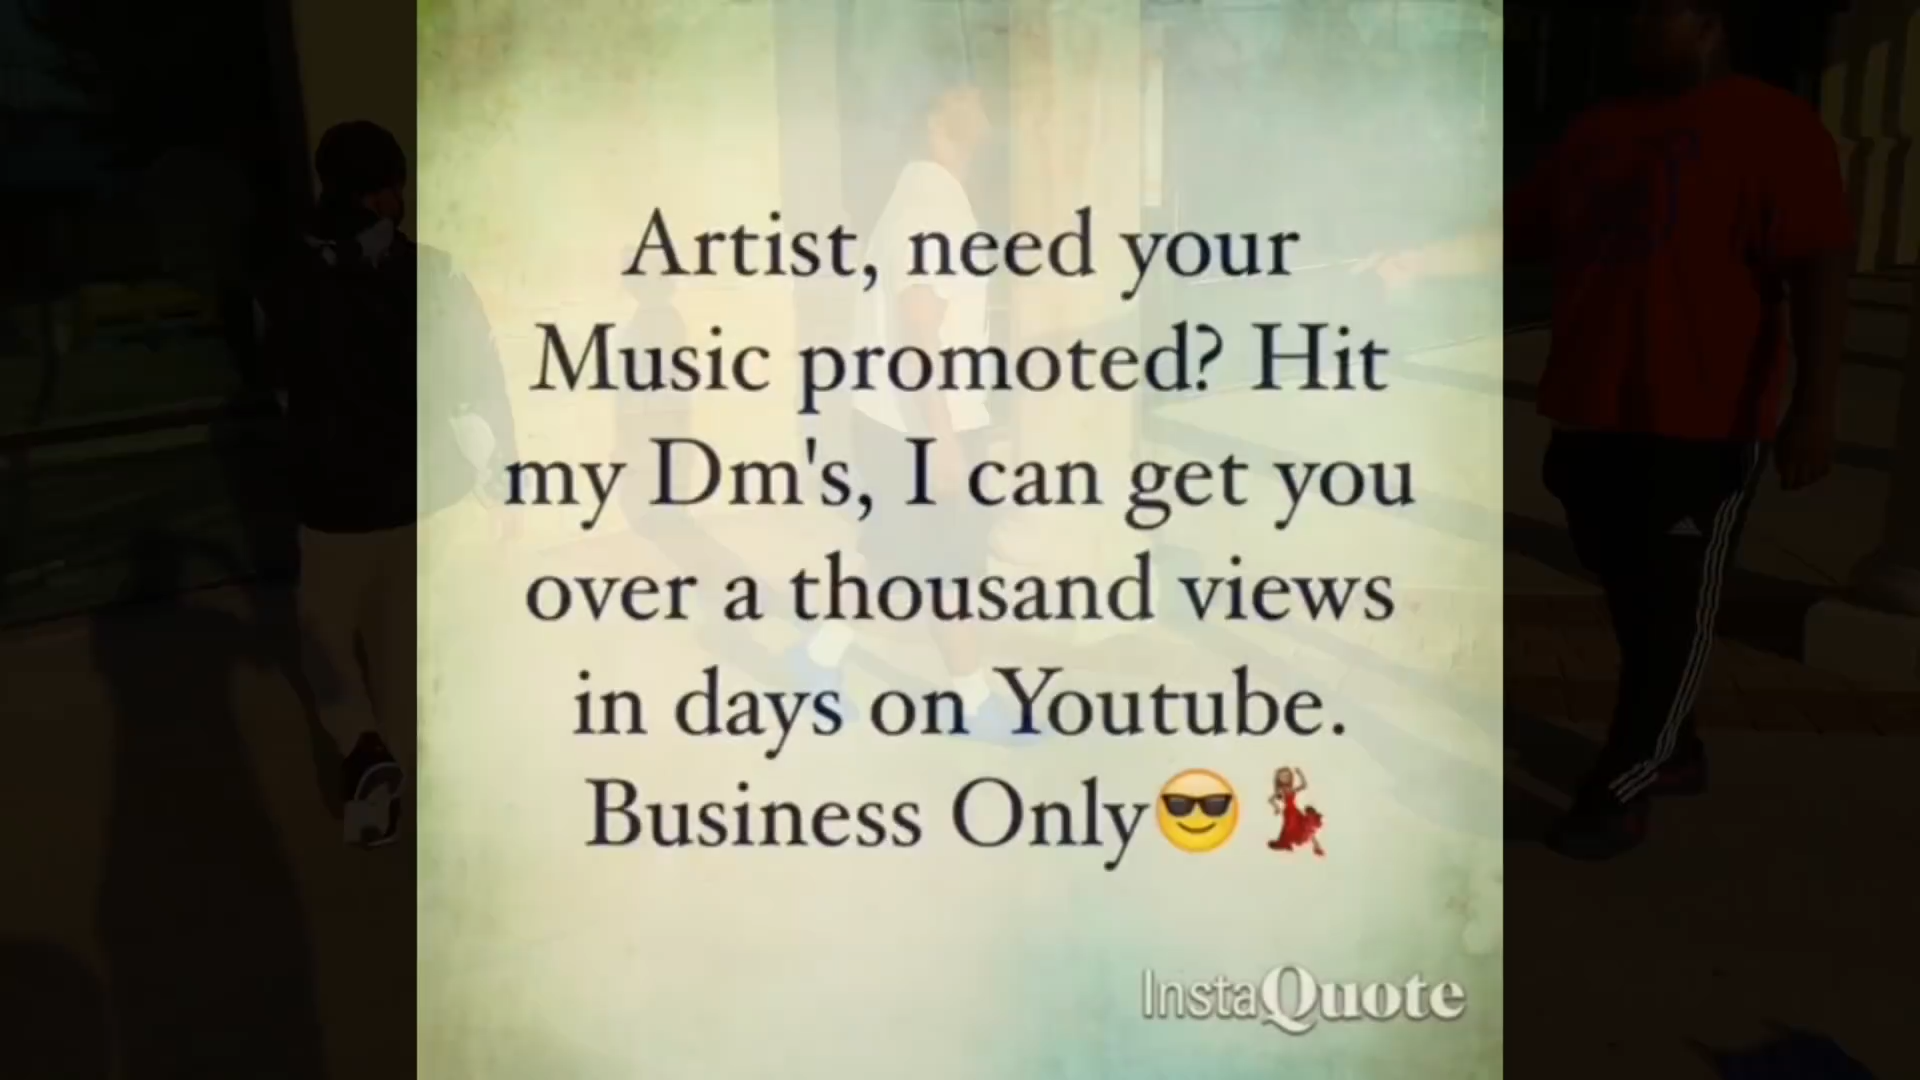 Artist, need your
Music promoted? Hit
my Dm's, I can get you
over a thousand views
in days on Youtube.
Business Only😎💃
InstaQuote